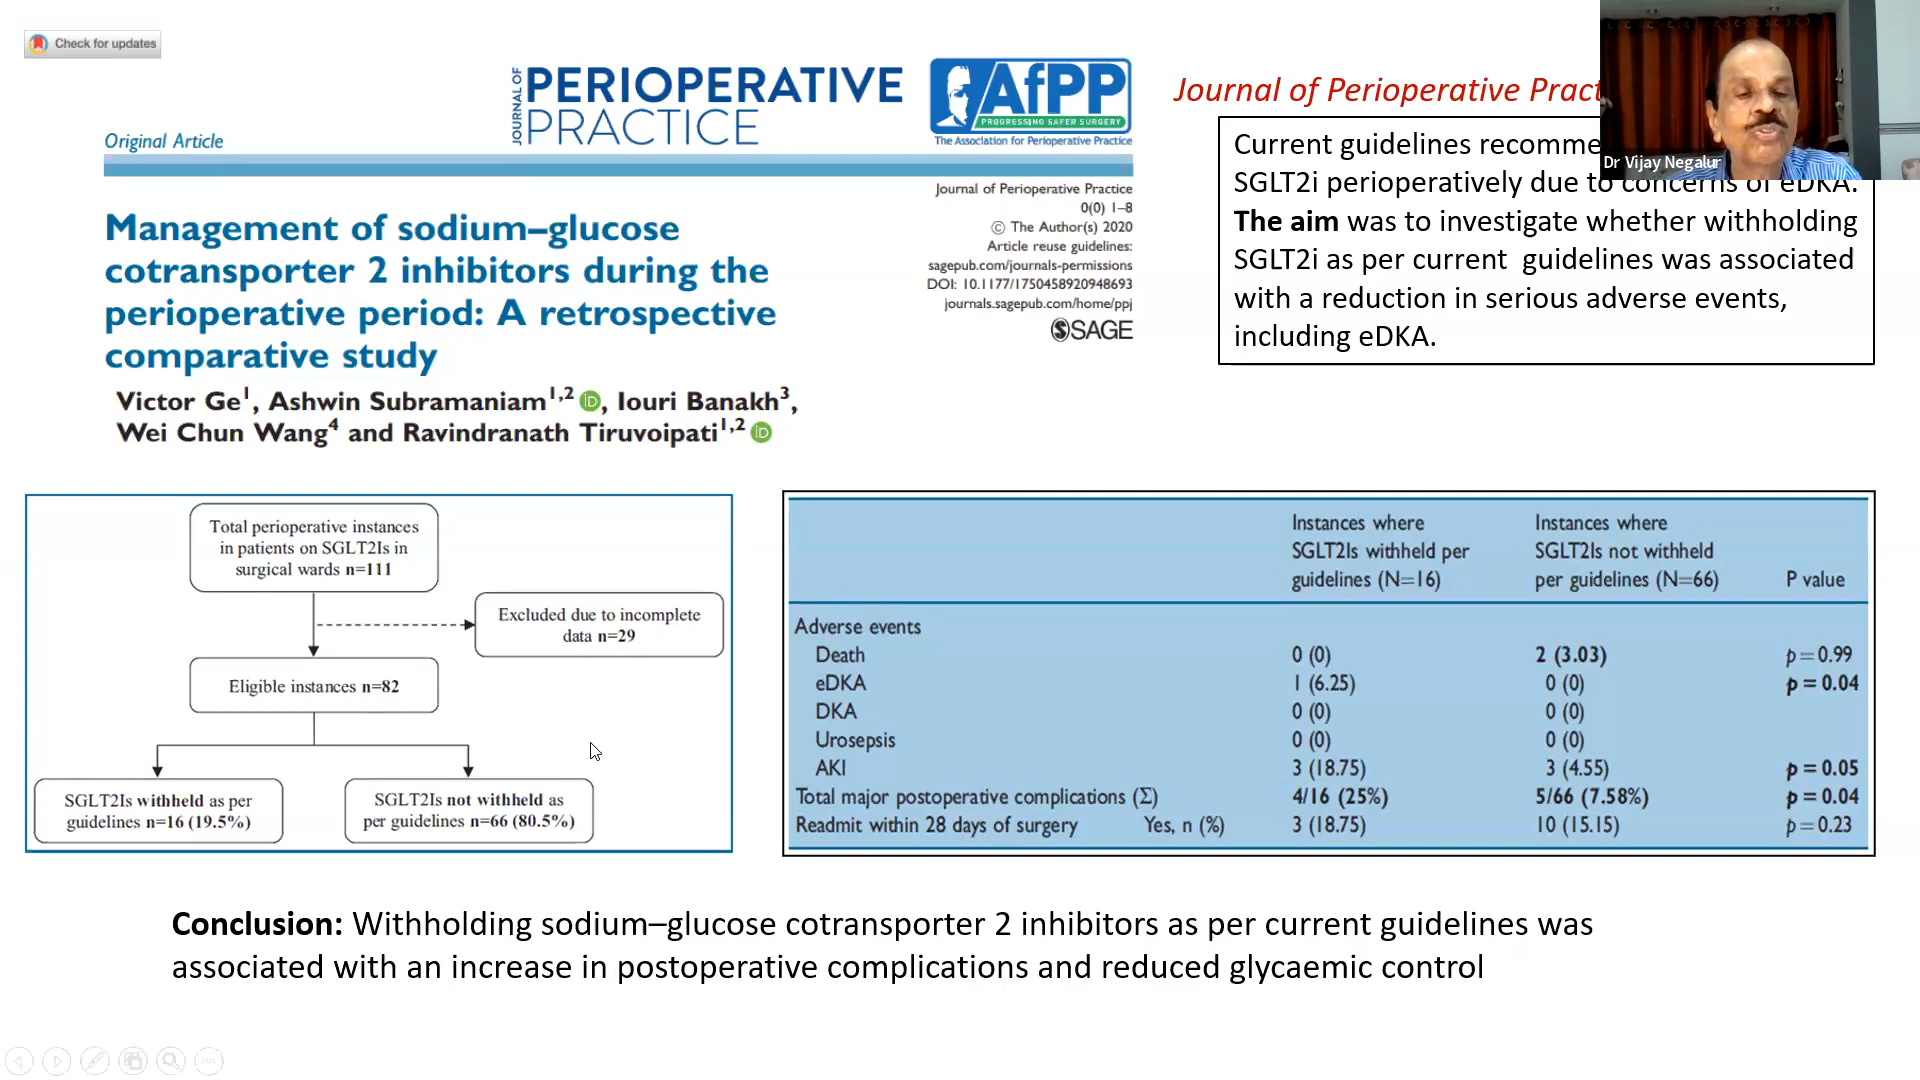 Check for updates
JOURNAL OF
PERIOPERATIVE
PRACTICE
AfPP
PROGRESSING SAFER SURGERY
The Association for Perioperative Practice
Original Article
Journal of Perioperative Practice
0(0) 1–8
© The Author(s) 2020
Article reuse guidelines:
sagepub.com/journals-permissions
DOI: 10.1177/1750458920948693
journals.sagepub.com/home/ppj
SAGE
Management of sodium–glucose
cotransporter 2 inhibitors during the
perioperative period: A retrospective
comparative study
Victor Ge1, Ashwin Subramaniam1,2 iD, Iouri Banakh3,
Wei Chun Wang4 and Ravindranath Tiruvoipati1,2 iD
Journal of Perioperative Pract
Dr Vijay Negalur
Current guidelines recomme
SGLT2i perioperatively due to concerns of eDKA.
The aim was to investigate whether withholding
SGLT2i as per current guidelines was associated
with a reduction in serious adverse events,
including eDKA.
Total perioperative instances
in patients on SGLT2Is in
surgical wards n=111
Excluded due to incomplete
data n=29
Eligible instances n=82
SGLT2Is withheld as per
guidelines n=16 (19.5%)
SGLT2Is not withheld as
per guidelines n=66 (80.5%)
Instances where Instances where
SGLT2Is withheld per SGLT2Is not withheld
guidelines (N=16) per guidelines (N=66) P value
Adverse events
Death 0 (0) 2 (3.03) p=0.99
eDKA 1 (6.25) 0 (0) p=0.04
DKA 0 (0) 0 (0)
Urosepsis 0 (0) 0 (0)
AKI 3 (18.75) 3 (4.55) p=0.05
Total major postoperative complications (Σ) 4/16 (25%) 5/66 (7.58%) p=0.04
Readmit within 28 days of surgery Yes, n (%) 3 (18.75) 10 (15.15) p=0.23
Conclusion: Withholding sodium–glucose cotransporter 2 inhibitors as per current guidelines was
associated with an increase in postoperative complications and reduced glycaemic control